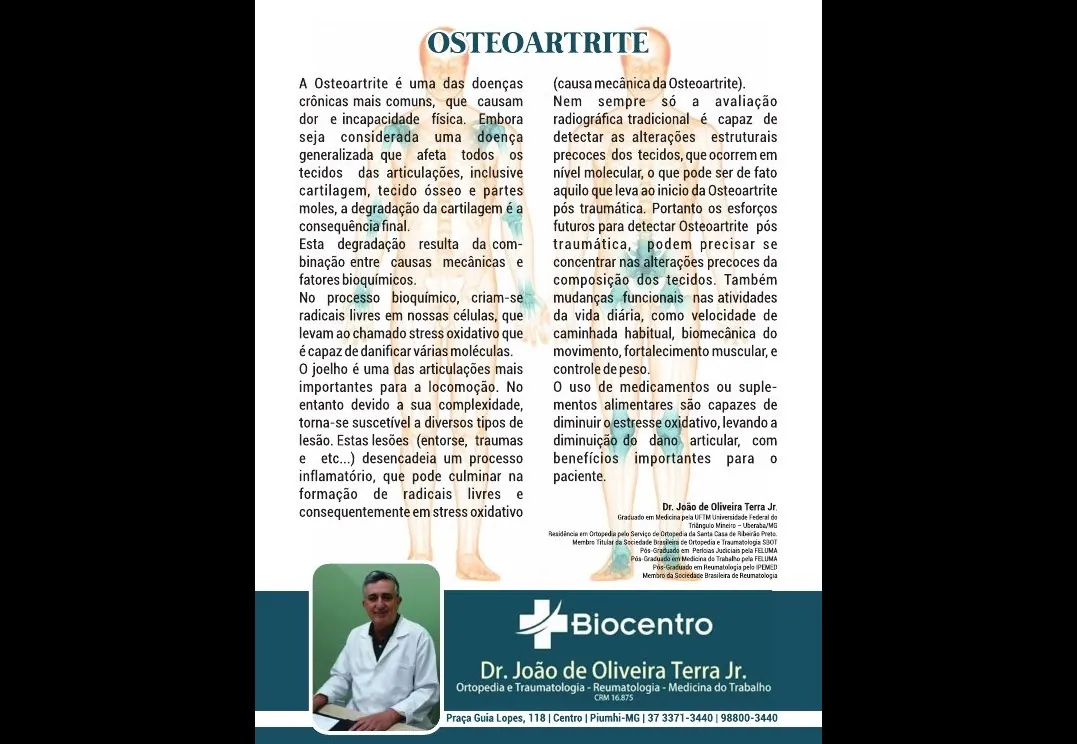 OSTEOARTRITE
A Osteoartrite é uma das doenças
crônicas mais comuns, que causam
dor e incapacidade física. Embora
seja considerada uma doença
generalizada que afeta todos os
tecidos das articulações, inclusive
cartilagem, tecido ósseo e partes
moles, a degradação da cartilagem é a
consequência final.
Esta degradação resulta da com-
binação entre causas mecânicas e
fatores bioquímicos.
No processo bioquímico, criam-se
radicais livres em nossas células, que
levam ao chamado stress oxidativo que
é capaz de danificar várias moléculas.
O joelho é uma das articulações mais
importantes para a locomoção. No
entanto devido a sua complexidade,
torna-se suscetível a diversos tipos de
lesão. Estas lesões (entorse, traumas
e etc...) desencadeia um processo
inflamatório, que pode culminar na
formação de radicais livres e
consequentemente em stress oxidativo
(causa mecânica da Osteoartrite).
Nem sempre só a avaliação
radiográfica tradicional é capaz de
detectar as alterações estruturais
precoces dos tecidos, que ocorrem em
nível molecular, o que pode ser de fato
aquilo que leva ao inicio da Osteoartrite
pós traumática. Portanto os esforços
futuros para detectar Osteoartrite pós
traumática, podem precisar se
concentrar nas alterações precoces da
composição dos tecidos. Também
mudanças funcionais nas atividades
da vida diária, como velocidade de
caminhada habitual, biomecânica do
movimento, fortalecimento muscular, e
controle de peso.
O uso de medicamentos ou suple-
mentos alimentares são capazes de
diminuir o estresse oxidativo, levando a
diminuição do dano articular, com
benefícios importantes para o
paciente.
Dr. João de Oliveira Terra Jr.
Graduado em Medicina pela UFTM Universidade Federal do
Triângulo Mineiro – Uberaba/MG
Residência em Ortopedia pelo Serviço de Ortopedia da Santa Casa de Ribeirão Preto.
Membro Titular da Sociedade Brasileira de Ortopedia e Traumatologia SBOT
Pós-Graduado em Perícias Judiciais pela FELUMA
Pós-Graduado em Medicina do Trabalho pela FELUMA
Pós-Graduado em Reumatologia pelo IPEMED
Membro da Sociedade Brasileira de Reumatologia
Biocentro
Dr. João de Oliveira Terra Jr.
Ortopedia e Traumatologia - Reumatologia - Medicina do Trabalho
CRM 16.875
Praça Guia Lopes, 118 | Centro | Piumhi-MG | 37 3371-3440 | 98800-3440